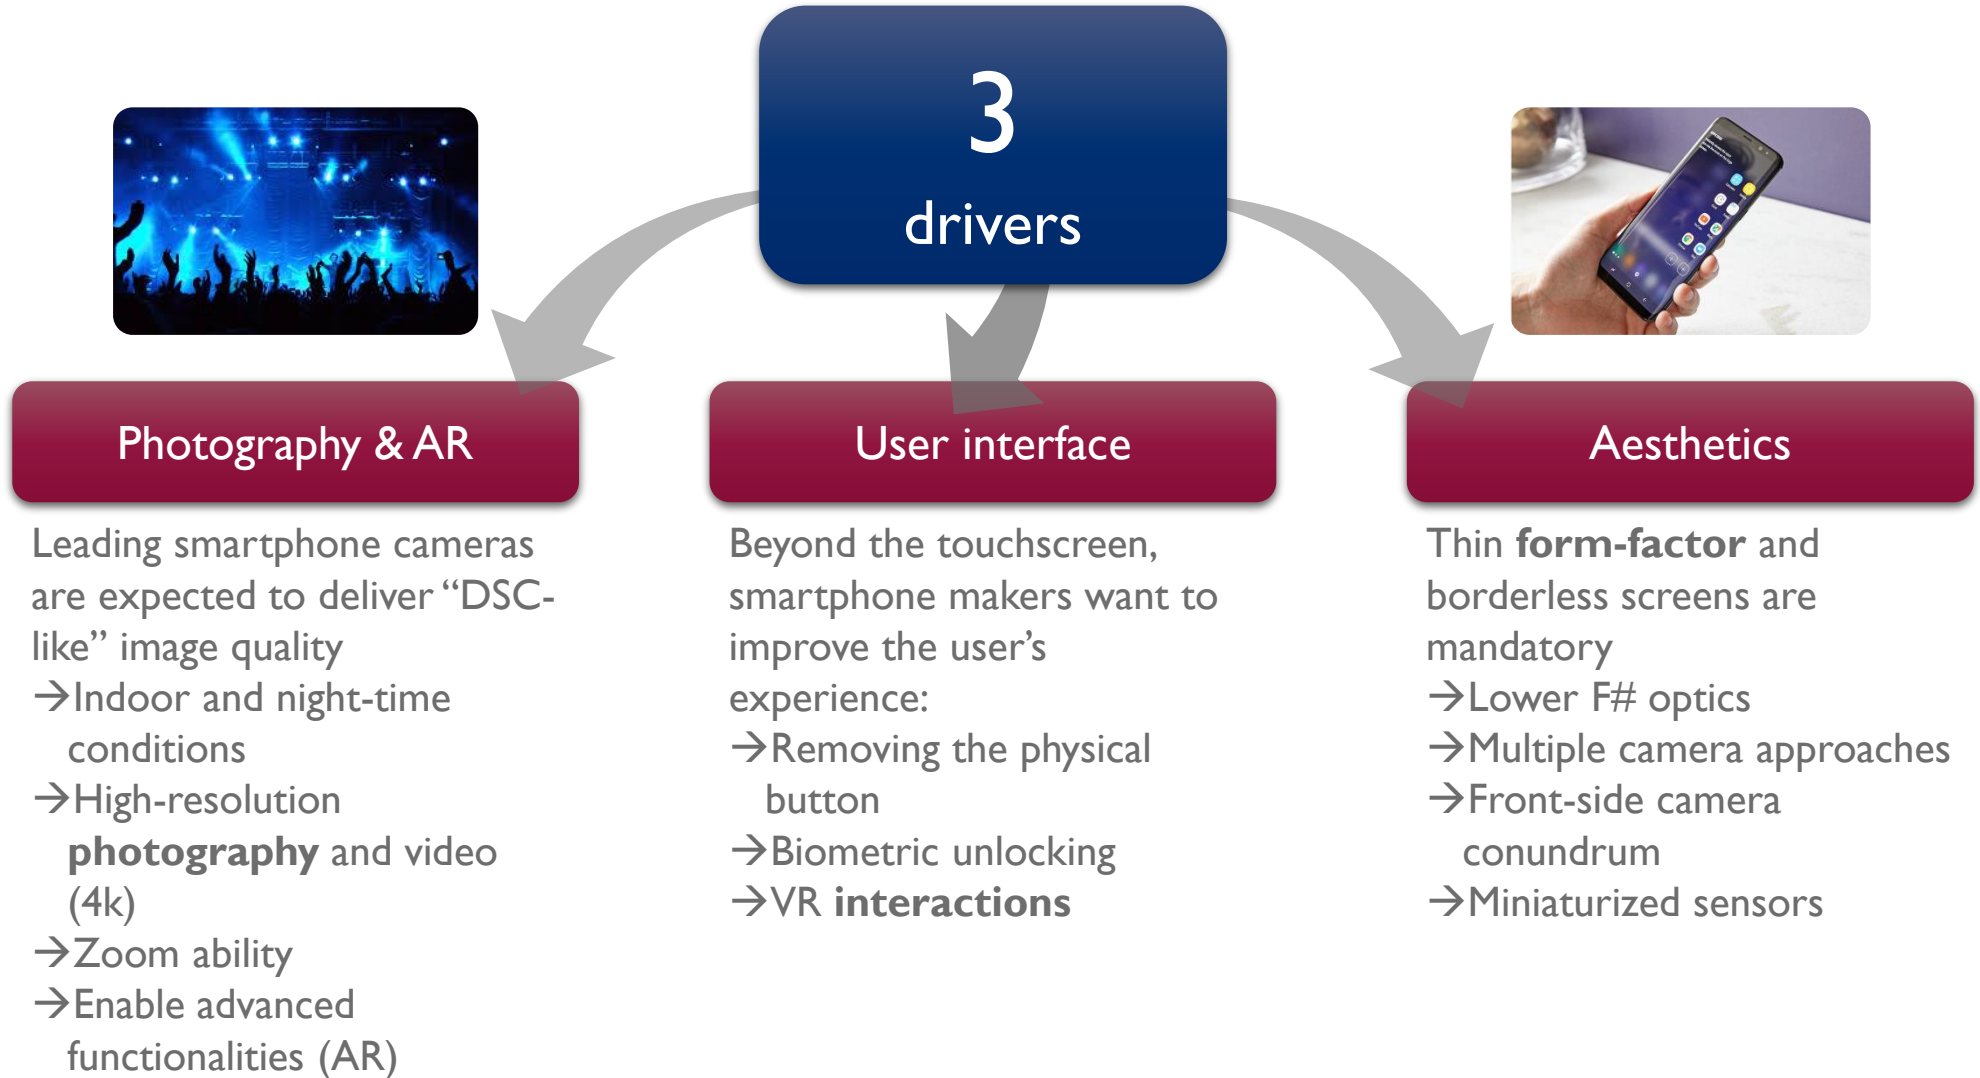 3
drivers
Photography & AR
Leading smartphone cameras
are expected to deliver “DSC-
like” image quality
→Indoor and night-time
conditions
→High-resolution
photography and video
(4k)
→Zoom ability
→Enable advanced
functionalities (AR)
User interface
Beyond the touchscreen,
smartphone makers want to
improve the user’s
experience:
→Removing the physical
button
→Biometric unlocking
→VR interactions
Aesthetics
Thin form-factor and
borderless screens are
mandatory
→Lower F# optics
→Multiple camera approaches
→Front-side camera
conundrum
→Miniaturized sensors